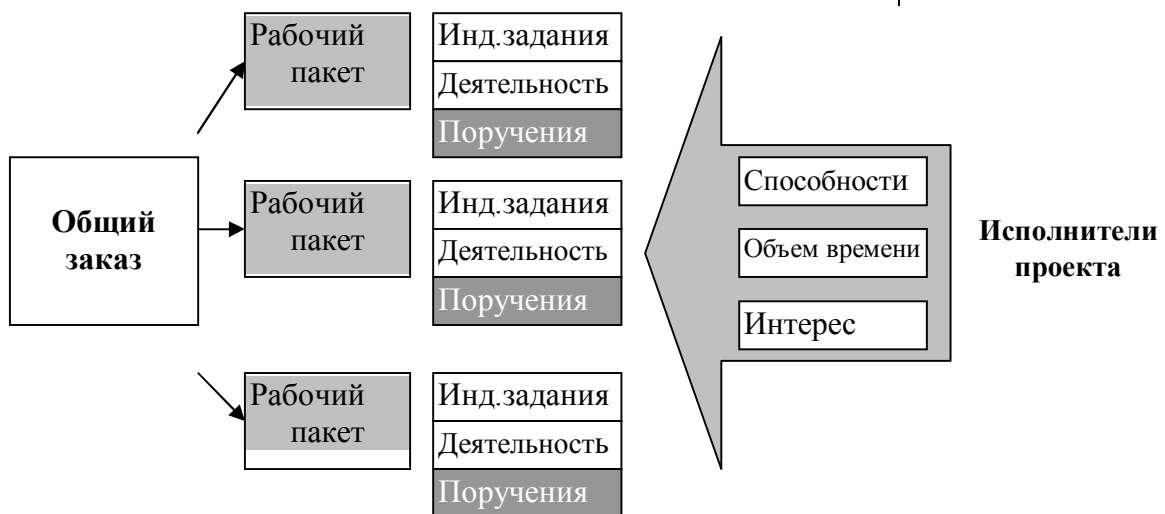 Рабочий
пакет
Инд.задания
Деятельность
Поручения
Общий
заказ
Рабочий
пакет
Инд.задания
Деятельность
Поручения
Рабочий
пакет
Инд.задания
Деятельность
Поручения
Способности
Объем времени
Интерес
Исполнители
проекта